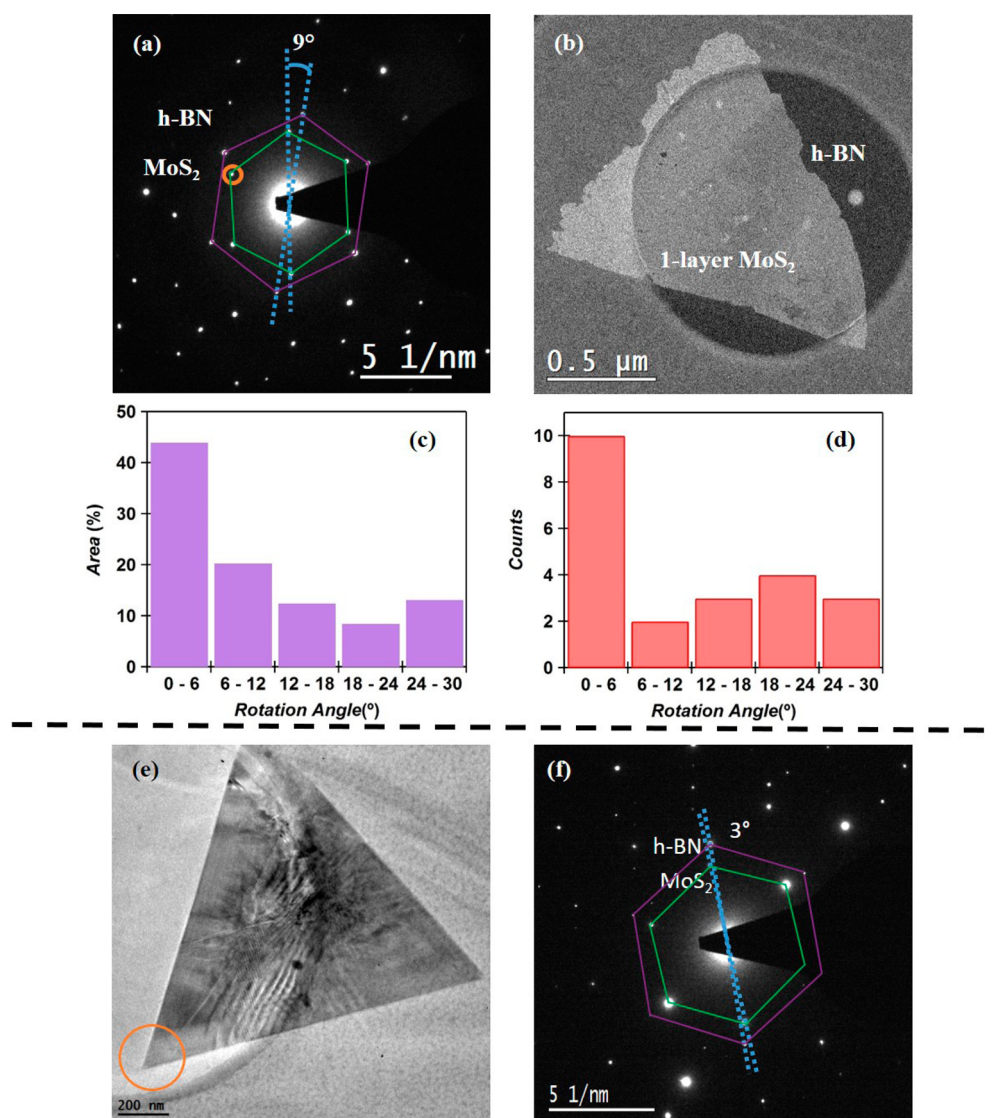 (a)
9°
h-BN
MoS₂
5 1/nm
(b)
h-BN
1-layer MoS₂
0.5 µm
(c)
50
40
30
20
10
0
Area (%)
0 - 6 6 - 12 12 - 18 18 - 24 24 - 30
Rotation Angle(º)
(d)
10
8
6
4
2
0
Counts
0 - 6 6 - 12 12 - 18 18 - 24 24 - 30
Rotation Angle(º)
(e)
200 nm
(f)
3°
h-BN
MoS₂
5 1/nm